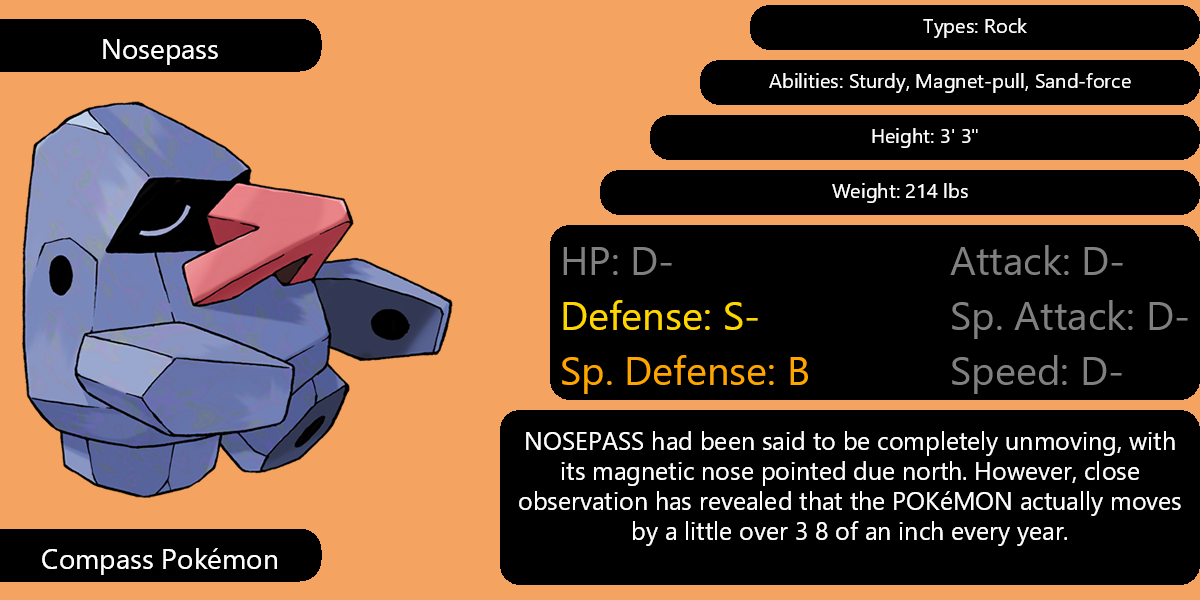 Nosepass
Types: Rock
Abilities: Sturdy, Magnet-pull, Sand-force
Height: 3' 3"
Weight: 214 lbs
HP: D-
Attack: D-
Defense: S-
Sp. Attack: D-
Sp. Defense: B
Speed: D-
NOSEPASS had been said to be completely unmoving, with
its magnetic nose pointed due north. However, close
observation has revealed that the POKéMON actually moves
by a little over 3 8 of an inch every year.
Compass Pokémon